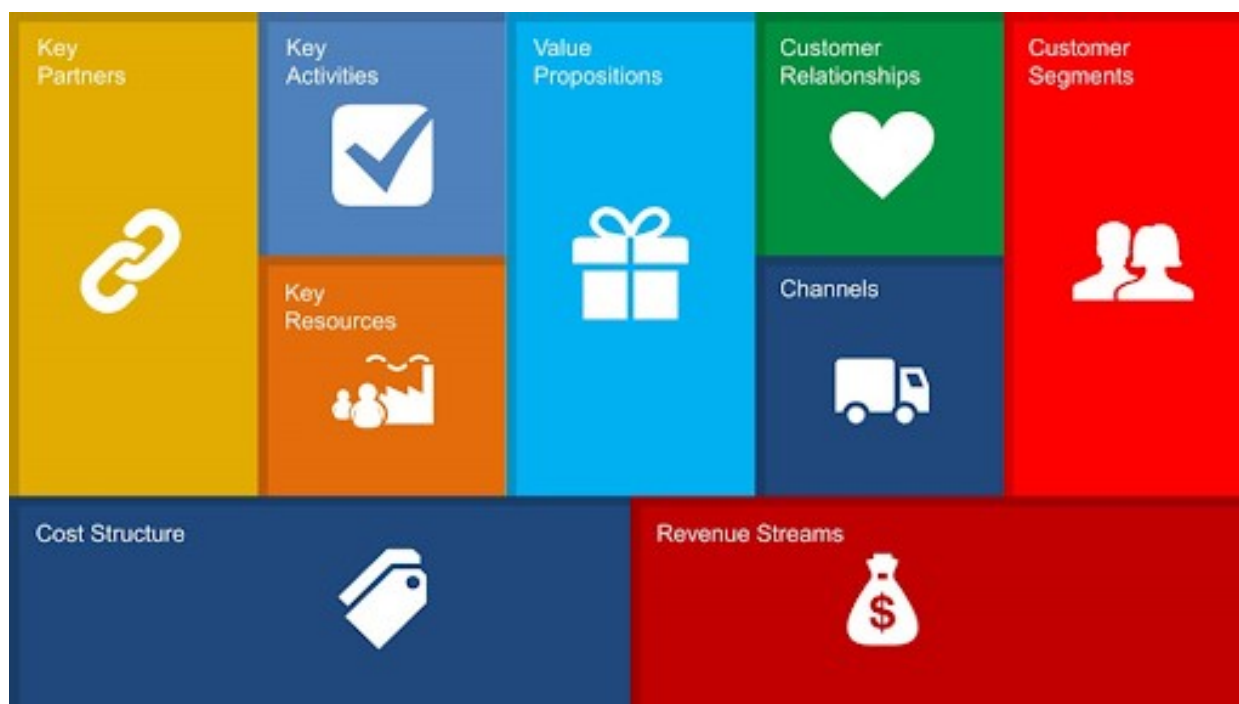 Key
Partners
Key
Activities
Key
Resources
Value
Propositions
Customer
Relationships
Channels
Customer
Segments
Cost Structure
Revenue Streams
$